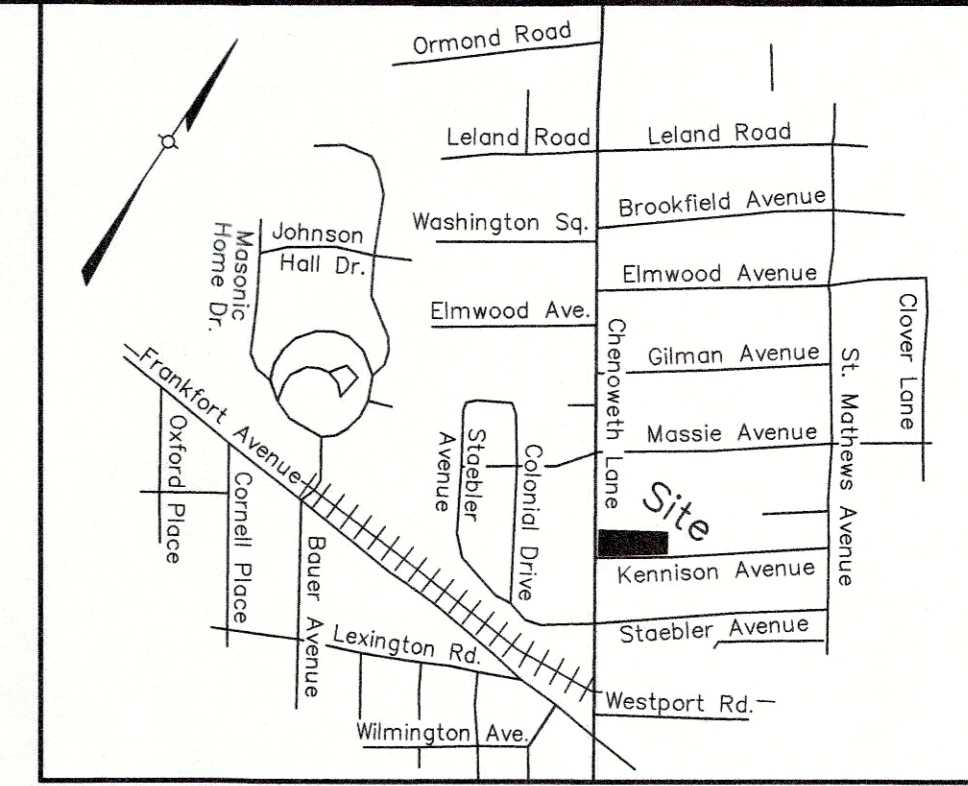 Ormond Road
Leland Road
Leland Road
Washington Sq.
Brookfield Avenue
Johnson
Hall Dr.
Masonic
Home Dr.
Elmwood Avenue
Elmwood Ave.
Clover Lane
Chenoweth Lane
Gilman Avenue
St. Mathews Avenue
Frankfort Avenue
Massie Avenue
Oxford Place
Cornell Place
Staebler
Avenue
Colonial Drive
Site
Bauer Avenue
Kennison Avenue
Lexington Rd.
Staebler Avenue
Westport Rd.
Wilmington Ave.